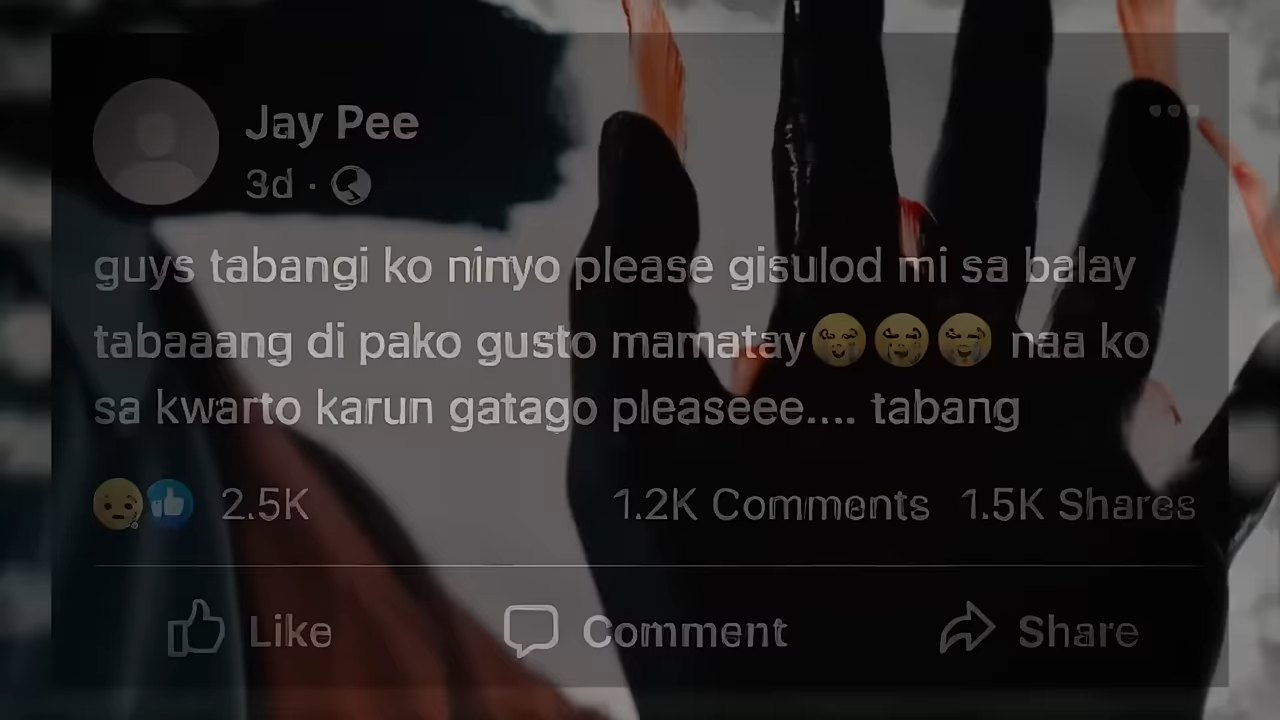 Jay Pee
3d ·
guys tabangi ko ninyo please gisulod mi sa balay
tabaaang di pako gusto mamatay😭😭😭 naa ko
sa kwarto karun gatago pleaseee.... tabang
2.5K 1.2K Comments 1.5K Shares
Like Comment Share